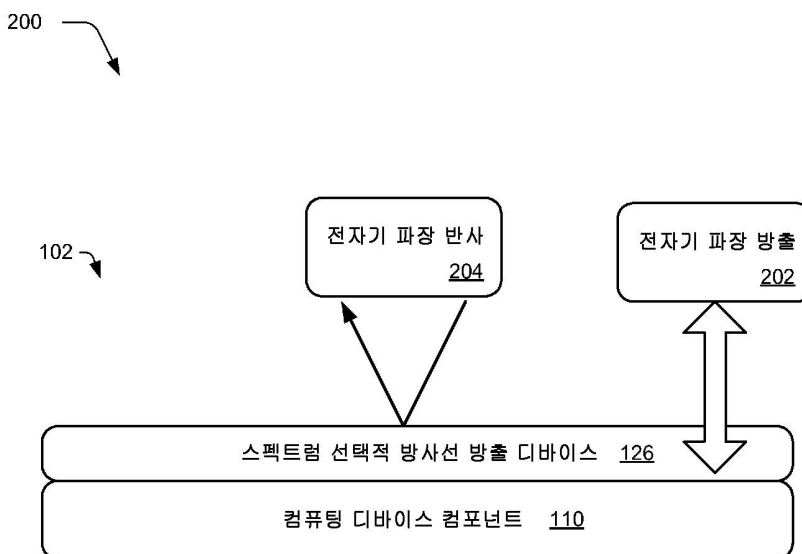 200
102
전자기 파장 반사
204
전자기 파장 방출
202
스펙트럼 선택적 방사선 방출 디바이스 126
컴퓨팅 디바이스 컴포넌트 110